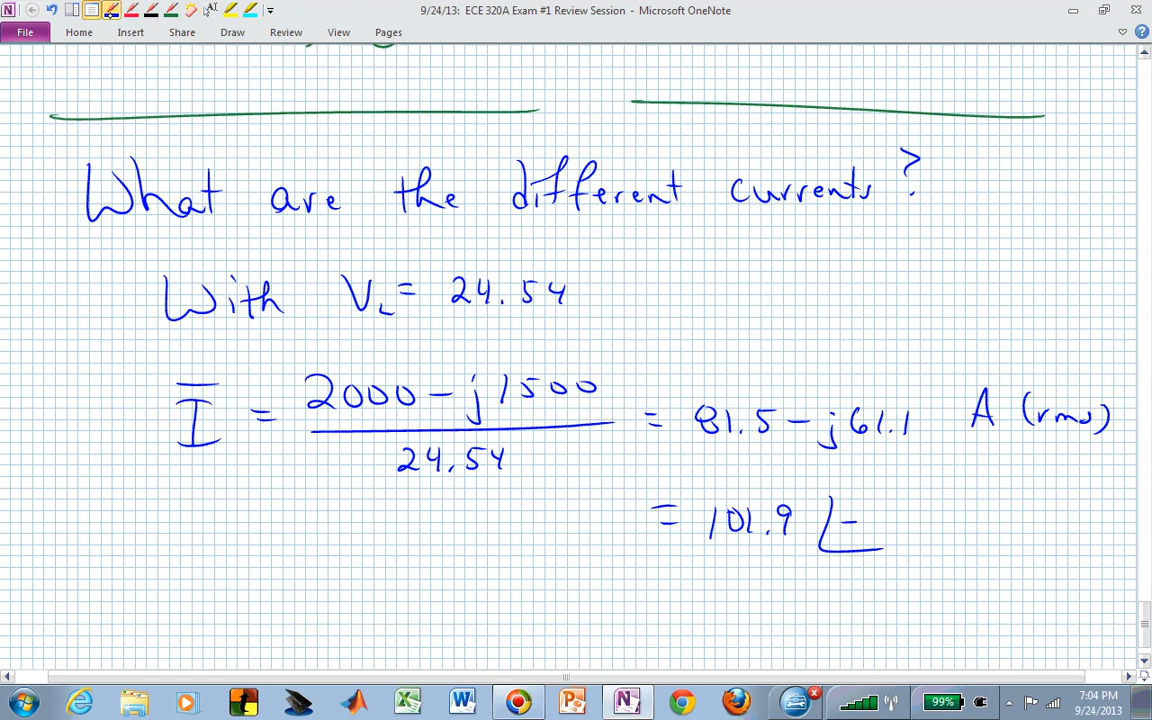 9/24/13: ECE 320A Exam #1 Review Session - Microsoft OneNote
File Home Insert Share Draw Review View Pages
What are the different currents?
With V_L = 24.54
I̅ = (2000 - j1500) / 24.54 = 81.5 - j61.1 A (rms)
= 101.9 ∠-
99%
7:04 PM
9/24/2013